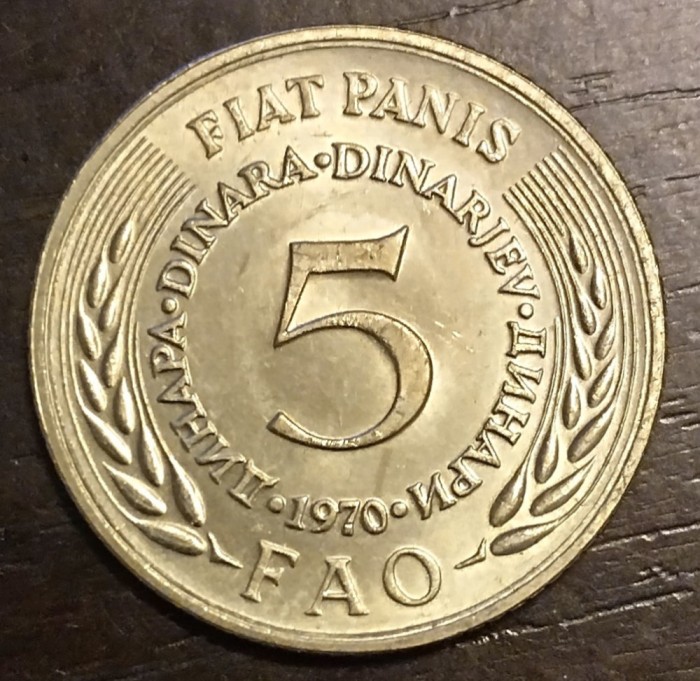 FIAT PANIS
ДИНАРА•DINARA•DINARJEV•ДИНАРИ
5
•1970•
FAO